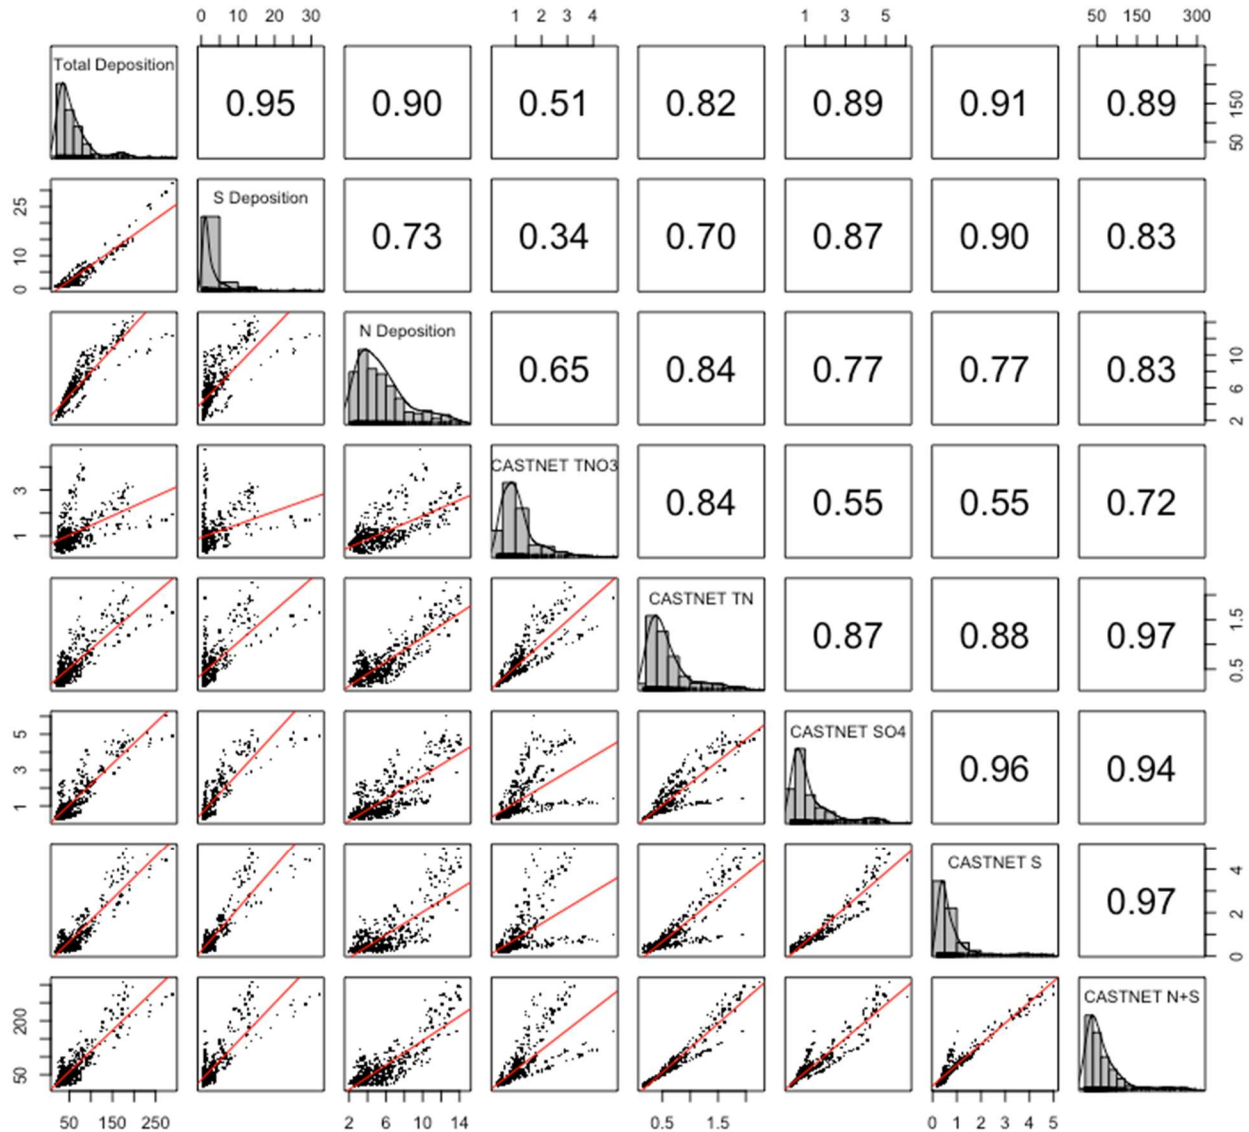 0 10 20 30 1 2 3 4 1 3 5 50 150 300
Total Deposition
0.95 0.90 0.51 0.82 0.89 0.91 0.89
50 150
S Deposition
0.73 0.34 0.70 0.87 0.90 0.83
0 10 25
N Deposition
0.65 0.84 0.77 0.77 0.83
2 6 10
CASTNET TNO3
0.84 0.55 0.55 0.72
1 3
CASTNET TN
0.87 0.88 0.97
0.5 1.5
CASTNET SO4
0.96 0.94
1 3 5
CASTNET S
0.97
0 2 4
CASTNET N+S
50 200
50 150 250 2 6 10 14 0.5 1.5 0 1 2 3 4 5